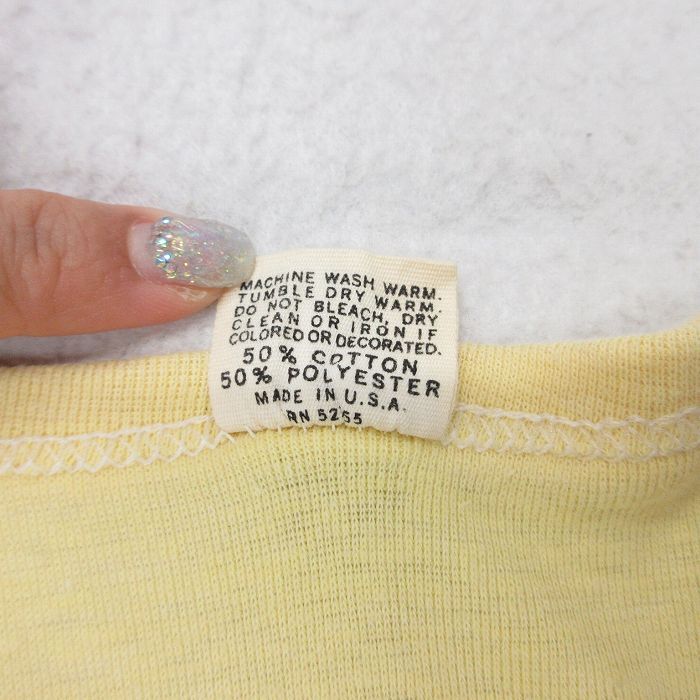 MACHINE WASH WARM.
TUMBLE DRY WARM.
DO NOT BLEACH, DRY
CLEAN OR IRON IF
COLORED OR DECORATED.
50% COTTON
50% POLYESTER
MADE IN U.S.A.
RN 5255